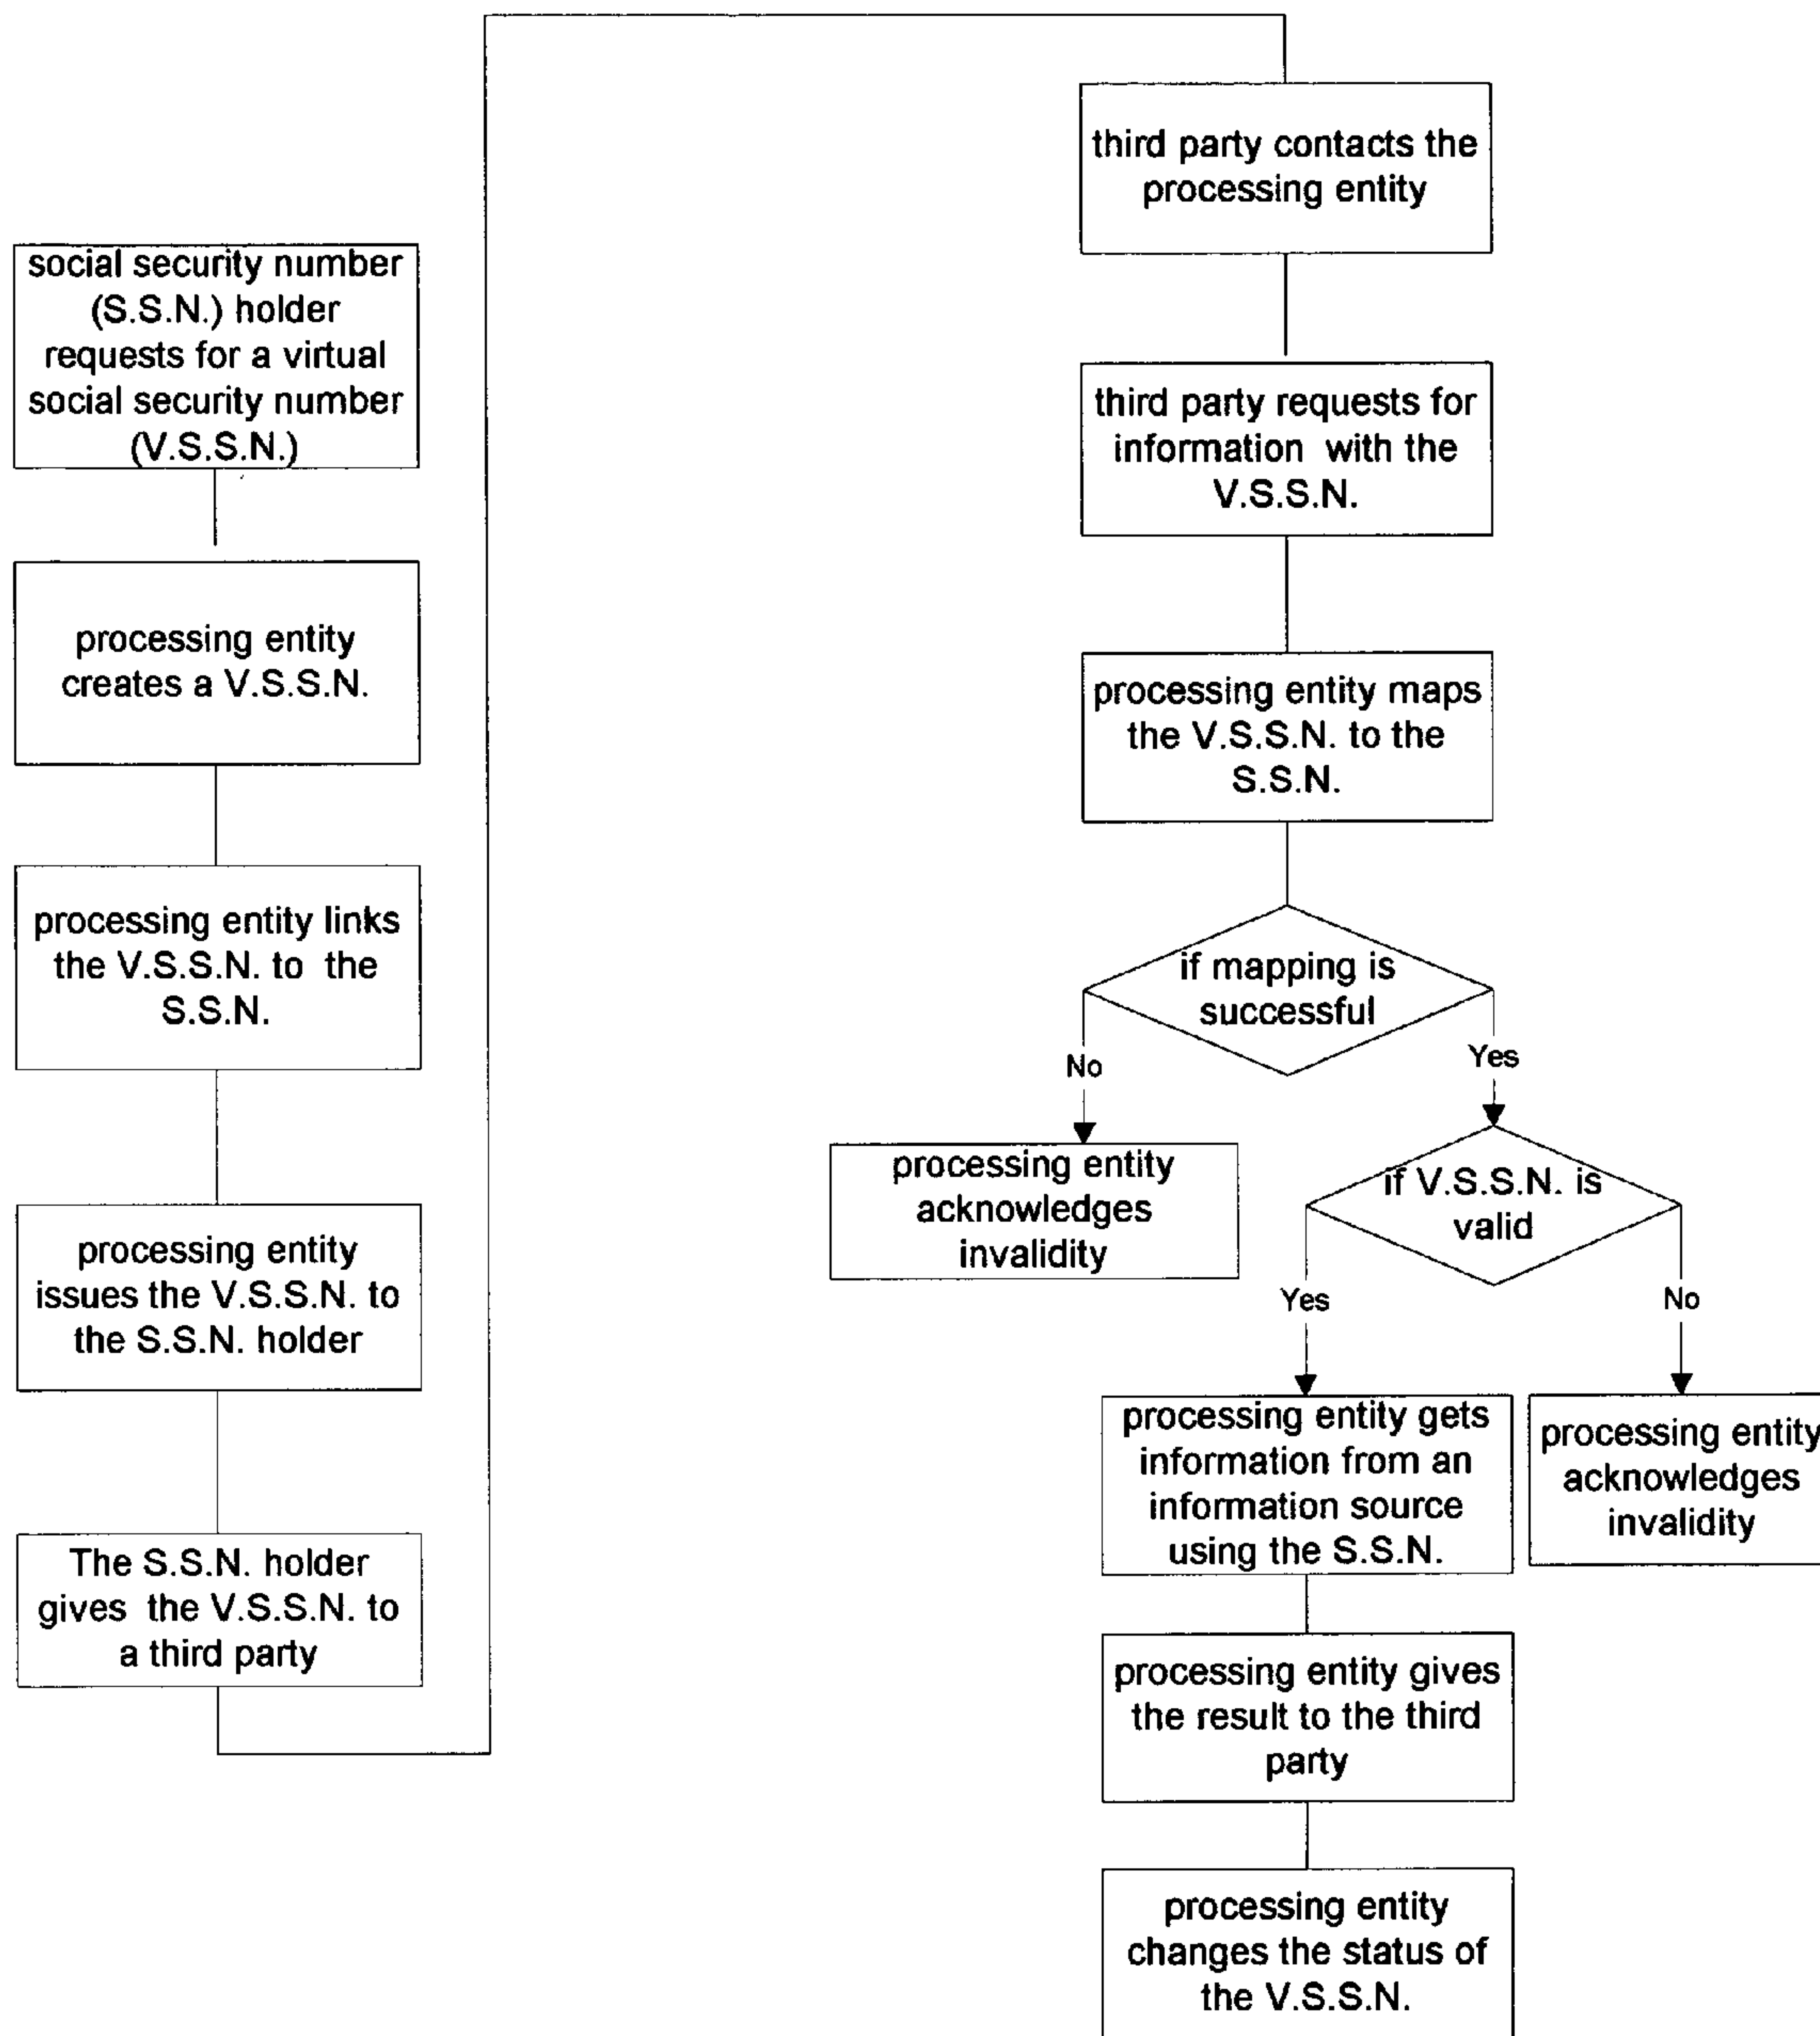 social security number
(S.S.N.) holder
requests for a virtual
social security number
(V.S.S.N.)
processing entity
creates a V.S.S.N.
processing entity links
the V.S.S.N. to the
S.S.N.
processing entity
issues the V.S.S.N. to
the S.S.N. holder
The S.S.N. holder
gives the V.S.S.N. to
a third party
third party contacts the
processing entity
third party requests for
information with the
V.S.S.N.
processing entity maps
the V.S.S.N. to the
S.S.N.
if mapping is
successful
No
Yes
processing entity
acknowledges
invalidity
if V.S.S.N. is
valid
Yes
No
processing entity gets
information from an
information source
using the S.S.N.
processing entity
acknowledges
invalidity
processing entity gives
the result to the third
party
processing entity
changes the status of
the V.S.S.N.